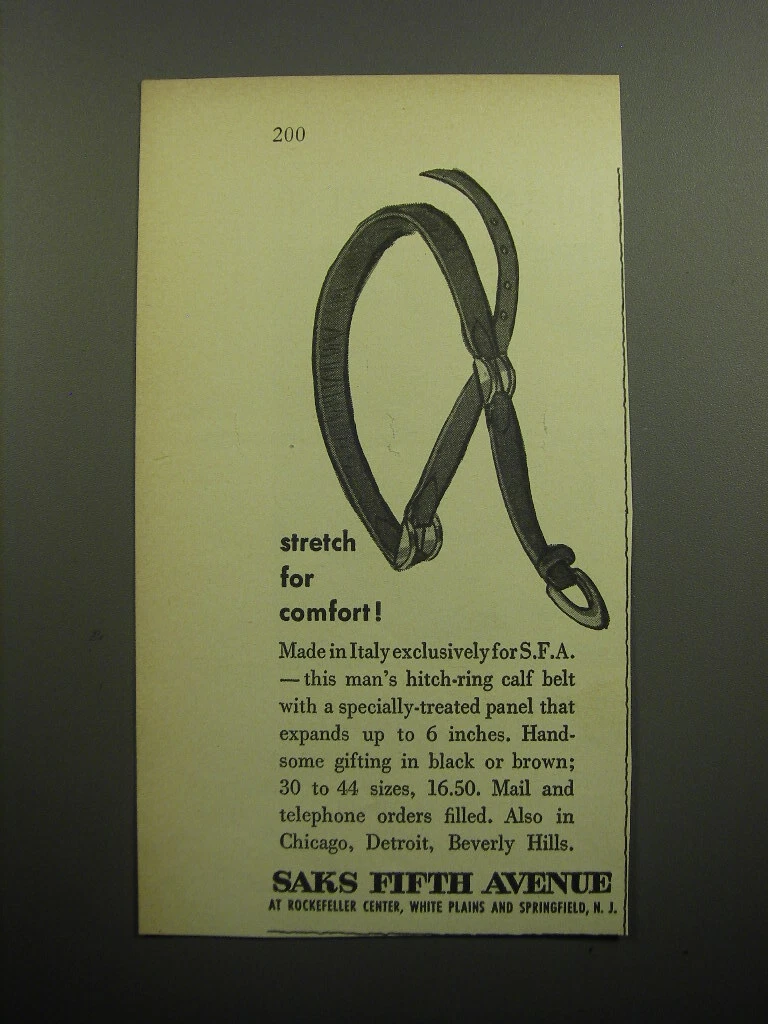 200
stretch
for
comfort!
Made in Italy exclusively for S.F.A.
— this man's hitch-ring calf belt
with a specially-treated panel that
expands up to 6 inches. Hand-
some gifting in black or brown;
30 to 44 sizes, 16.50. Mail and
telephone orders filled. Also in
Chicago, Detroit, Beverly Hills.
SAKS FIFTH AVENUE
AT ROCKEFELLER CENTER, WHITE PLAINS AND SPRINGFIELD, N. J.